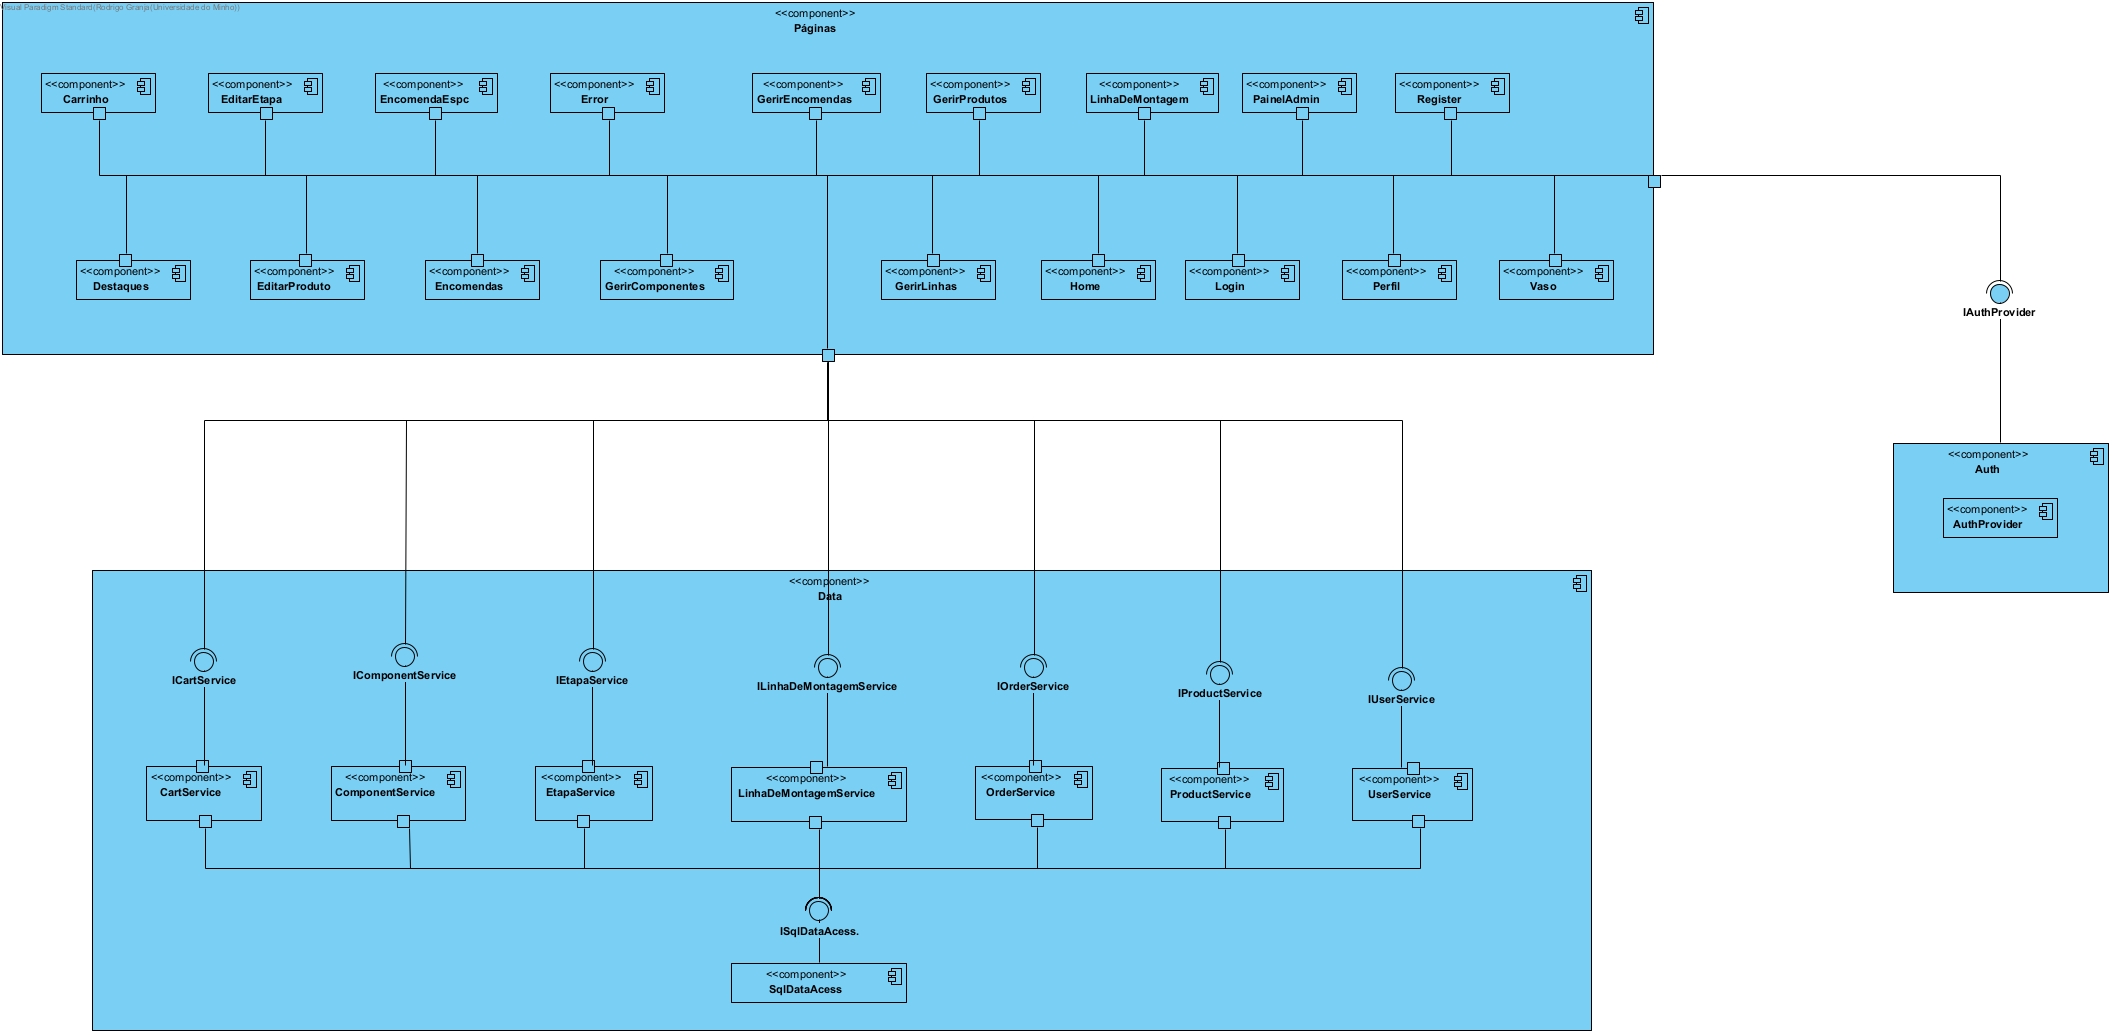 Visual Paradigm Standard(Rodrigo Granja(Universidade do Minho))
<<component>>
Páginas
<<component>>
Carrinho
<<component>>
EditarEtapa
<<component>>
EncomendaEspc
<<component>>
Error
<<component>>
GerirEncomendas
<<component>>
GerirProdutos
<<component>>
LinhaDeMontagem
<<component>>
PainelAdmin
<<component>>
Register
<<component>>
Destaques
<<component>>
EditarProduto
<<component>>
Encomendas
<<component>>
GerirComponentes
<<component>>
GerirLinhas
<<component>>
Home
<<component>>
Login
<<component>>
Perfil
<<component>>
Vaso
IAuthProvider
<<component>>
Auth
<<component>>
AuthProvider
<<component>>
Data
ICartService
IComponentService
IEtapaService
ILinhaDeMontagemService
IOrderService
IProductService
IUserService
<<component>>
CartService
<<component>>
ComponentService
<<component>>
EtapaService
<<component>>
LinhaDeMontagemService
<<component>>
OrderService
<<component>>
ProductService
<<component>>
UserService
ISqlDataAcess.
<<component>>
SqlDataAcess